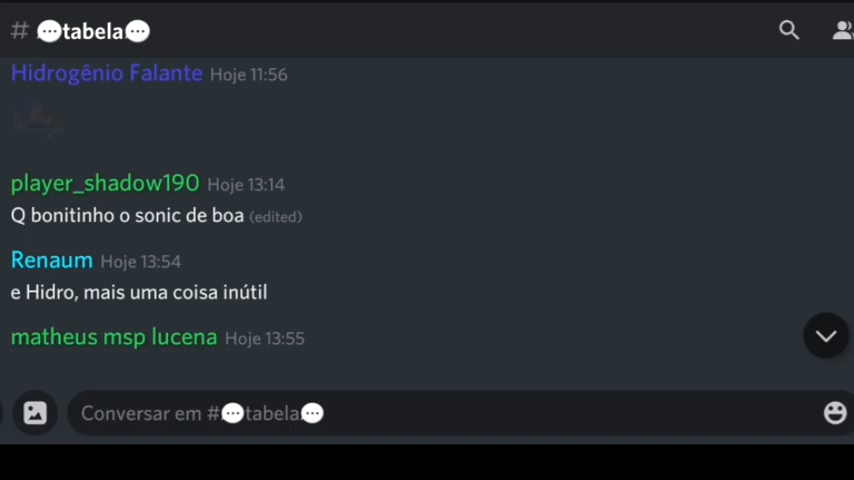 # 💬tabela💬
Hidrogênio Falante Hoje 11:56
player_shadow190 Hoje 13:14
Q bonitinho o sonic de boa (edited)
Renaum Hoje 13:54
e Hidro, mais uma coisa inútil
matheus msp lucena Hoje 13:55
Conversar em #💬tabela💬